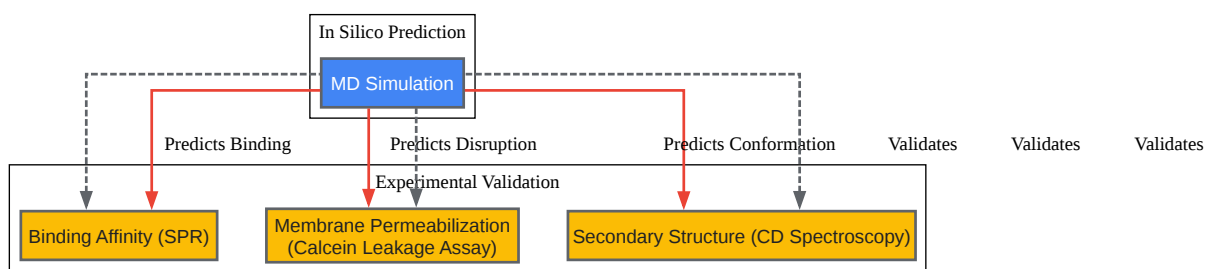 In Silico Prediction
MD Simulation
Predicts Binding
Predicts Disruption
Predicts Conformation
Validates
Validates
Validates
Experimental Validation
Binding Affinity (SPR)
Membrane Permeabilization
(Calcein Leakage Assay)
Secondary Structure (CD Spectroscopy)